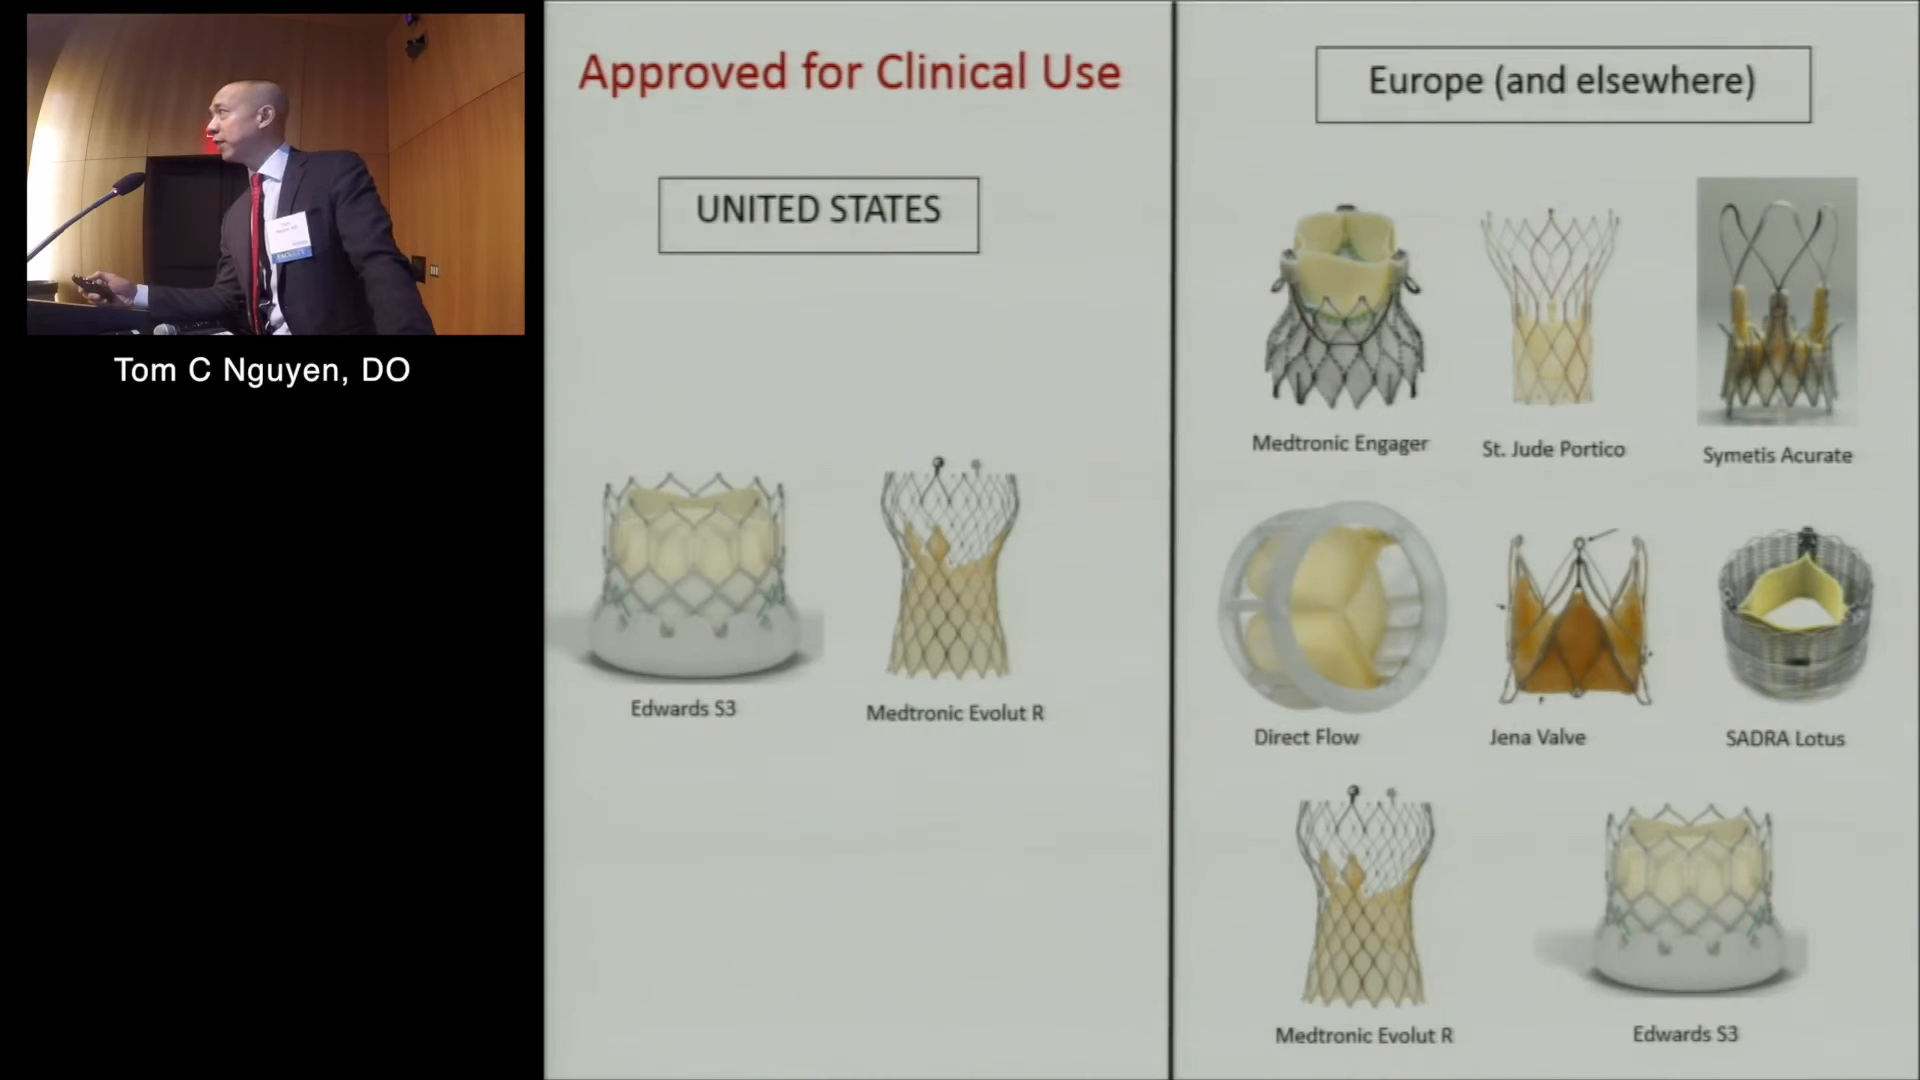 Tom C Nguyen, DO
FACULTY
Approved for Clinical Use
UNITED STATES
Edwards S3
Medtronic Evolut R
Europe (and elsewhere)
Medtronic Engager
St. Jude Portico
Symetis Acurate
Direct Flow
Jena Valve
SADRA Lotus
Medtronic Evolut R
Edwards S3